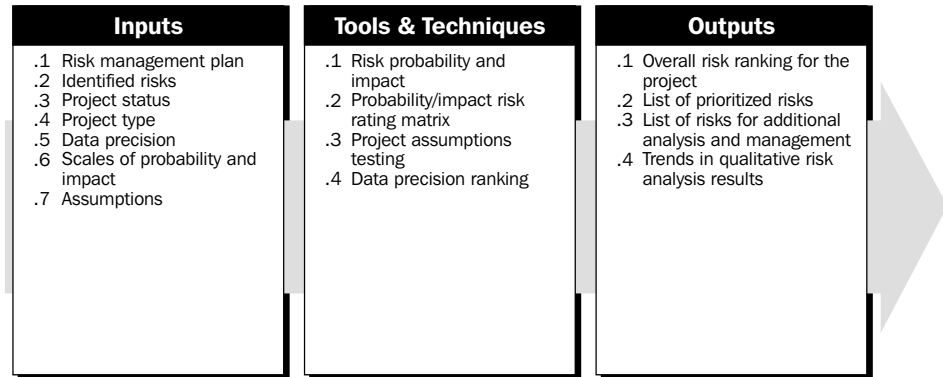 Inputs
.1 Risk management plan
.2 Identified risks
.3 Project status
.4 Project type
.5 Data precision
.6 Scales of probability and
impact
.7 Assumptions
Tools & Techniques
.1 Risk probability and
impact
.2 Probability/impact risk
rating matrix
.3 Project assumptions
testing
.4 Data precision ranking
Outputs
.1 Overall risk ranking for the
project
.2 List of prioritized risks
.3 List of risks for additional
analysis and management
.4 Trends in qualitative risk
analysis results